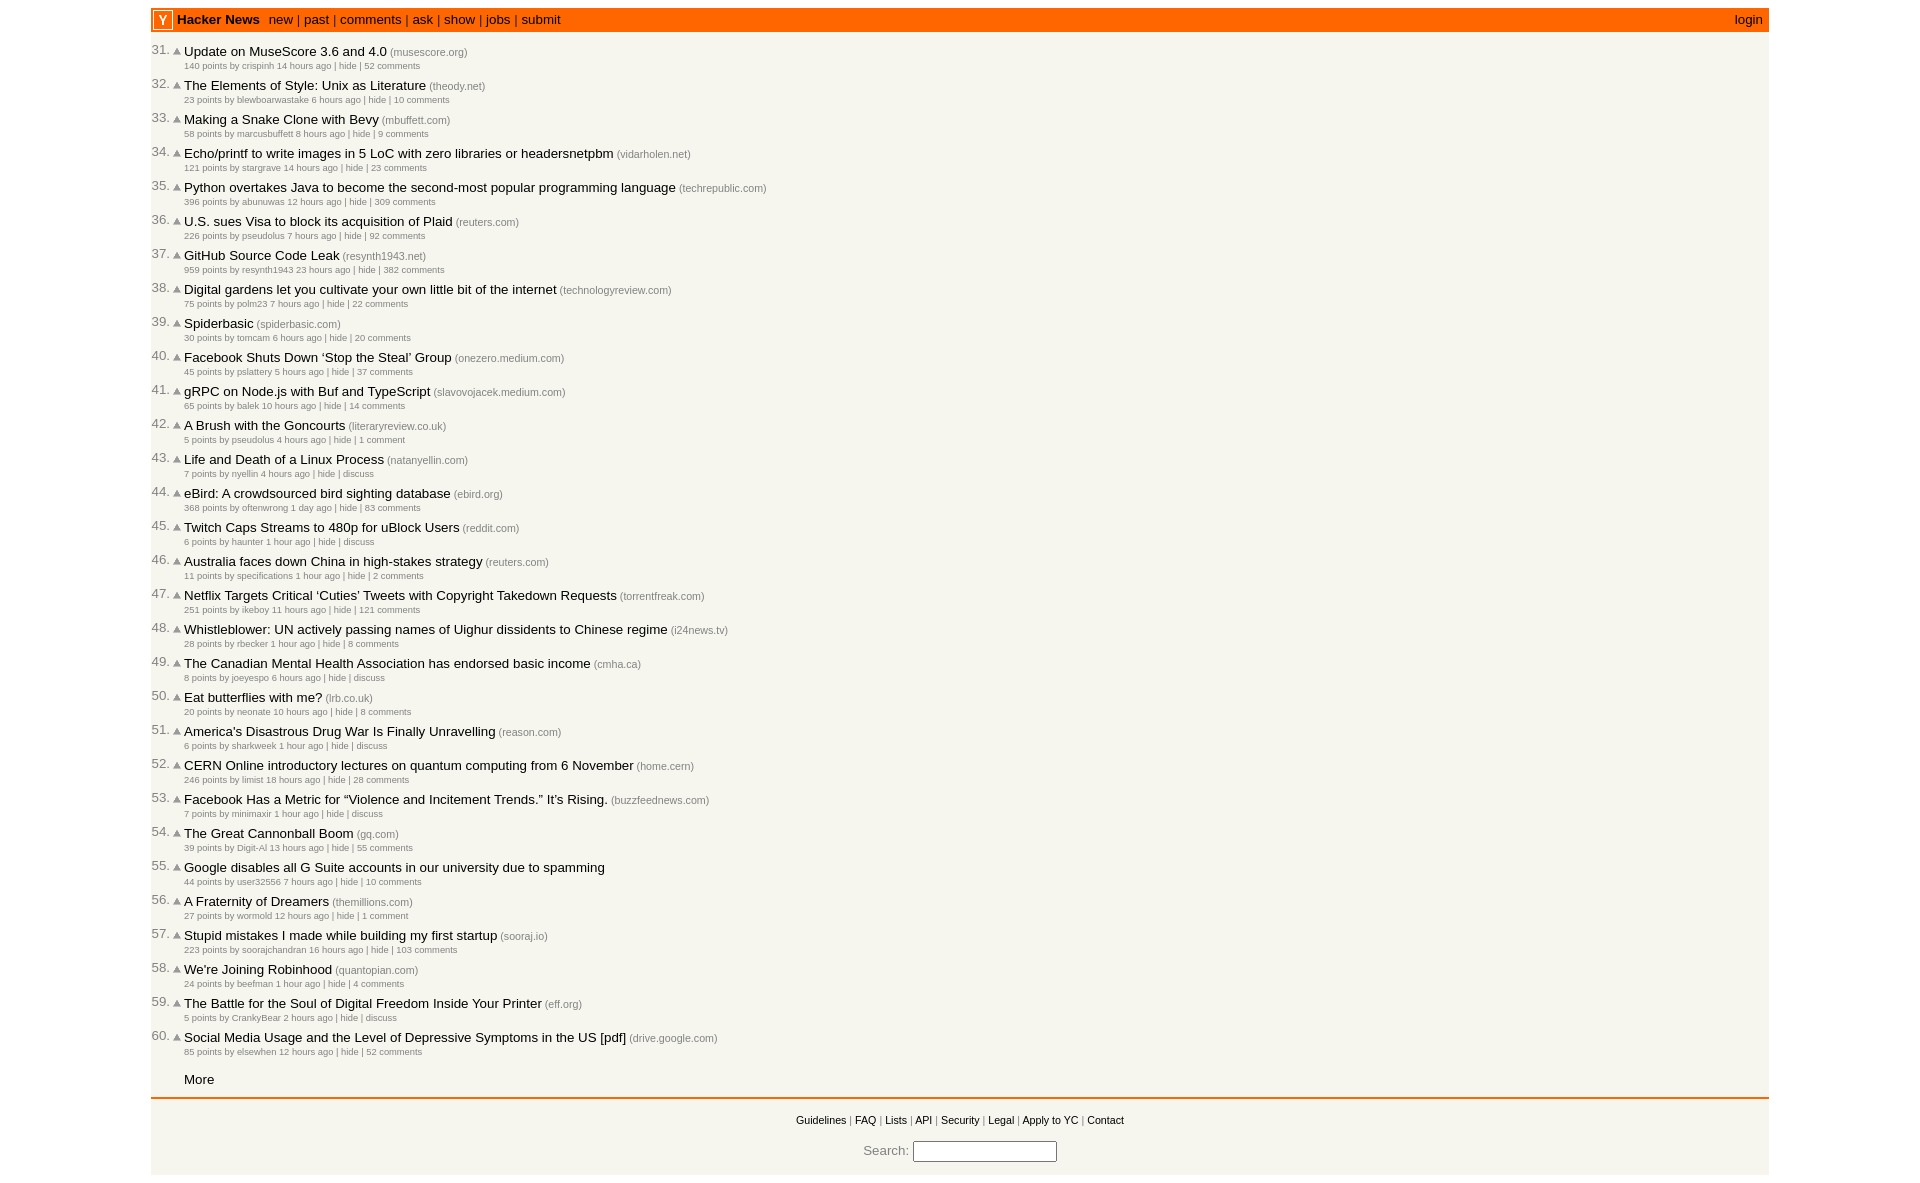 Y Hacker News new | past | comments | ask | show | jobs | submit login
31. Update on MuseScore 3.6 and 4.0 (musescore.org)
140 points by crispinh 14 hours ago | hide | 52 comments
32. The Elements of Style: Unix as Literature (theody.net)
23 points by blewboarwastake 6 hours ago | hide | 10 comments
33. Making a Snake Clone with Bevy (mbuffett.com)
58 points by marcusbuffett 8 hours ago | hide | 9 comments
34. Echo/printf to write images in 5 LoC with zero libraries or headersnetpbm (vidarholen.net)
121 points by stargrave 14 hours ago | hide | 23 comments
35. Python overtakes Java to become the second-most popular programming language (techrepublic.com)
396 points by abunuwas 12 hours ago | hide | 309 comments
36. U.S. sues Visa to block its acquisition of Plaid (reuters.com)
226 points by pseudolus 7 hours ago | hide | 92 comments
37. GitHub Source Code Leak (resynth1943.net)
959 points by resynth1943 23 hours ago | hide | 382 comments
38. Digital gardens let you cultivate your own little bit of the internet (technologyreview.com)
75 points by polm23 7 hours ago | hide | 22 comments
39. Spiderbasic (spiderbasic.com)
30 points by tomcam 6 hours ago | hide | 20 comments
40. Facebook Shuts Down ‘Stop the Steal’ Group (onezero.medium.com)
45 points by pslattery 5 hours ago | hide | 37 comments
41. gRPC on Node.js with Buf and TypeScript (slavovojacek.medium.com)
65 points by balek 10 hours ago | hide | 14 comments
42. A Brush with the Goncourts (literaryreview.co.uk)
5 points by pseudolus 4 hours ago | hide | 1 comment
43. Life and Death of a Linux Process (natanyellin.com)
7 points by nyellin 4 hours ago | hide | discuss
44. eBird: A crowdsourced bird sighting database (ebird.org)
368 points by oftenwrong 1 day ago | hide | 83 comments
45. Twitch Caps Streams to 480p for uBlock Users (reddit.com)
6 points by haunter 1 hour ago | hide | discuss
46. Australia faces down China in high-stakes strategy (reuters.com)
11 points by specifications 1 hour ago | hide | 2 comments
47. Netflix Targets Critical ‘Cuties’ Tweets with Copyright Takedown Requests (torrentfreak.com)
251 points by ikeboy 11 hours ago | hide | 121 comments
48. Whistleblower: UN actively passing names of Uighur dissidents to Chinese regime (i24news.tv)
28 points by rbecker 1 hour ago | hide | 8 comments
49. The Canadian Mental Health Association has endorsed basic income (cmha.ca)
8 points by joeyespo 6 hours ago | hide | discuss
50. Eat butterflies with me? (lrb.co.uk)
20 points by neonate 10 hours ago | hide | 8 comments
51. America's Disastrous Drug War Is Finally Unravelling (reason.com)
6 points by sharkweek 1 hour ago | hide | discuss
52. CERN Online introductory lectures on quantum computing from 6 November (home.cern)
246 points by limist 18 hours ago | hide | 28 comments
53. Facebook Has a Metric for “Violence and Incitement Trends.” It’s Rising. (buzzfeednews.com)
7 points by minimaxir 1 hour ago | hide | discuss
54. The Great Cannonball Boom (gq.com)
39 points by Digit-Al 13 hours ago | hide | 55 comments
55. Google disables all G Suite accounts in our university due to spamming
44 points by user32556 7 hours ago | hide | 10 comments
56. A Fraternity of Dreamers (themillions.com)
27 points by wormold 12 hours ago | hide | 1 comment
57. Stupid mistakes I made while building my first startup (sooraj.io)
223 points by soorajchandran 16 hours ago | hide | 103 comments
58. We're Joining Robinhood (quantopian.com)
24 points by beefman 1 hour ago | hide | 4 comments
59. The Battle for the Soul of Digital Freedom Inside Your Printer (eff.org)
5 points by CrankyBear 2 hours ago | hide | discuss
60. Social Media Usage and the Level of Depressive Symptoms in the US [pdf] (drive.google.com)
85 points by elsewhen 12 hours ago | hide | 52 comments
More
Guidelines | FAQ | Lists | API | Security | Legal | Apply to YC | Contact
Search: